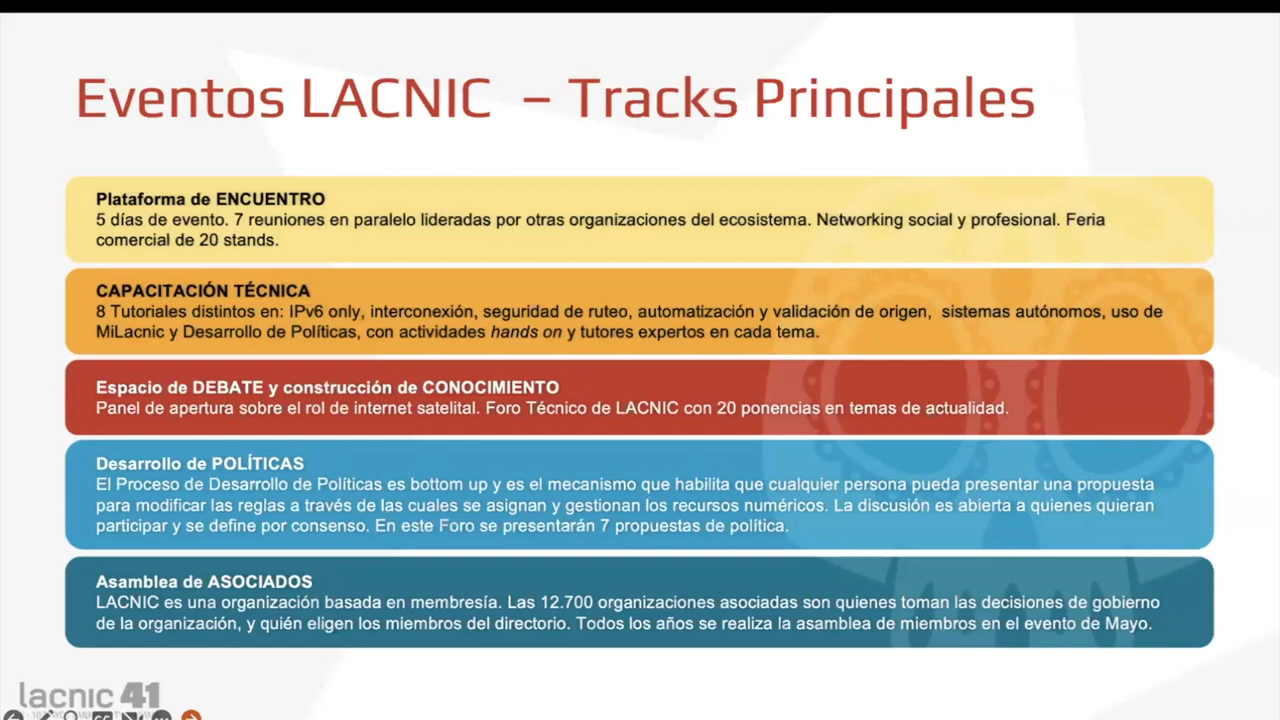 Eventos LACNIC – Tracks Principales
Plataforma de ENCUENTRO
5 días de evento. 7 reuniones en paralelo lideradas por otras organizaciones del ecosistema. Networking social y profesional. Feria
comercial de 20 stands.
CAPACITACIÓN TÉCNICA
8 Tutoriales distintos en: IPv6 only, interconexión, seguridad de ruteo, automatización y validación de origen, sistemas autónomos, uso de
MiLacnic y Desarrollo de Políticas, con actividades hands on y tutores expertos en cada tema.
Espacio de DEBATE y construcción de CONOCIMIENTO
Panel de apertura sobre el rol de internet satelital. Foro Técnico de LACNIC con 20 ponencias en temas de actualidad.
Desarrollo de POLÍTICAS
El Proceso de Desarrollo de Políticas es bottom up y es el mecanismo que habilita que cualquier persona pueda presentar una propuesta
para modificar las reglas a través de las cuales se asignan y gestionan los recursos numéricos. La discusión es abierta a quienes quieran
participar y se define por consenso. En este Foro se presentarán 7 propuestas de política.
Asamblea de ASOCIADOS
LACNIC es una organización basada en membresía. Las 12.700 organizaciones asociadas son quienes toman las decisiones de gobierno
de la organización, y quién eligen los miembros del directorio. Todos los años se realiza la asamblea de miembros en el evento de Mayo.
lacnic 41